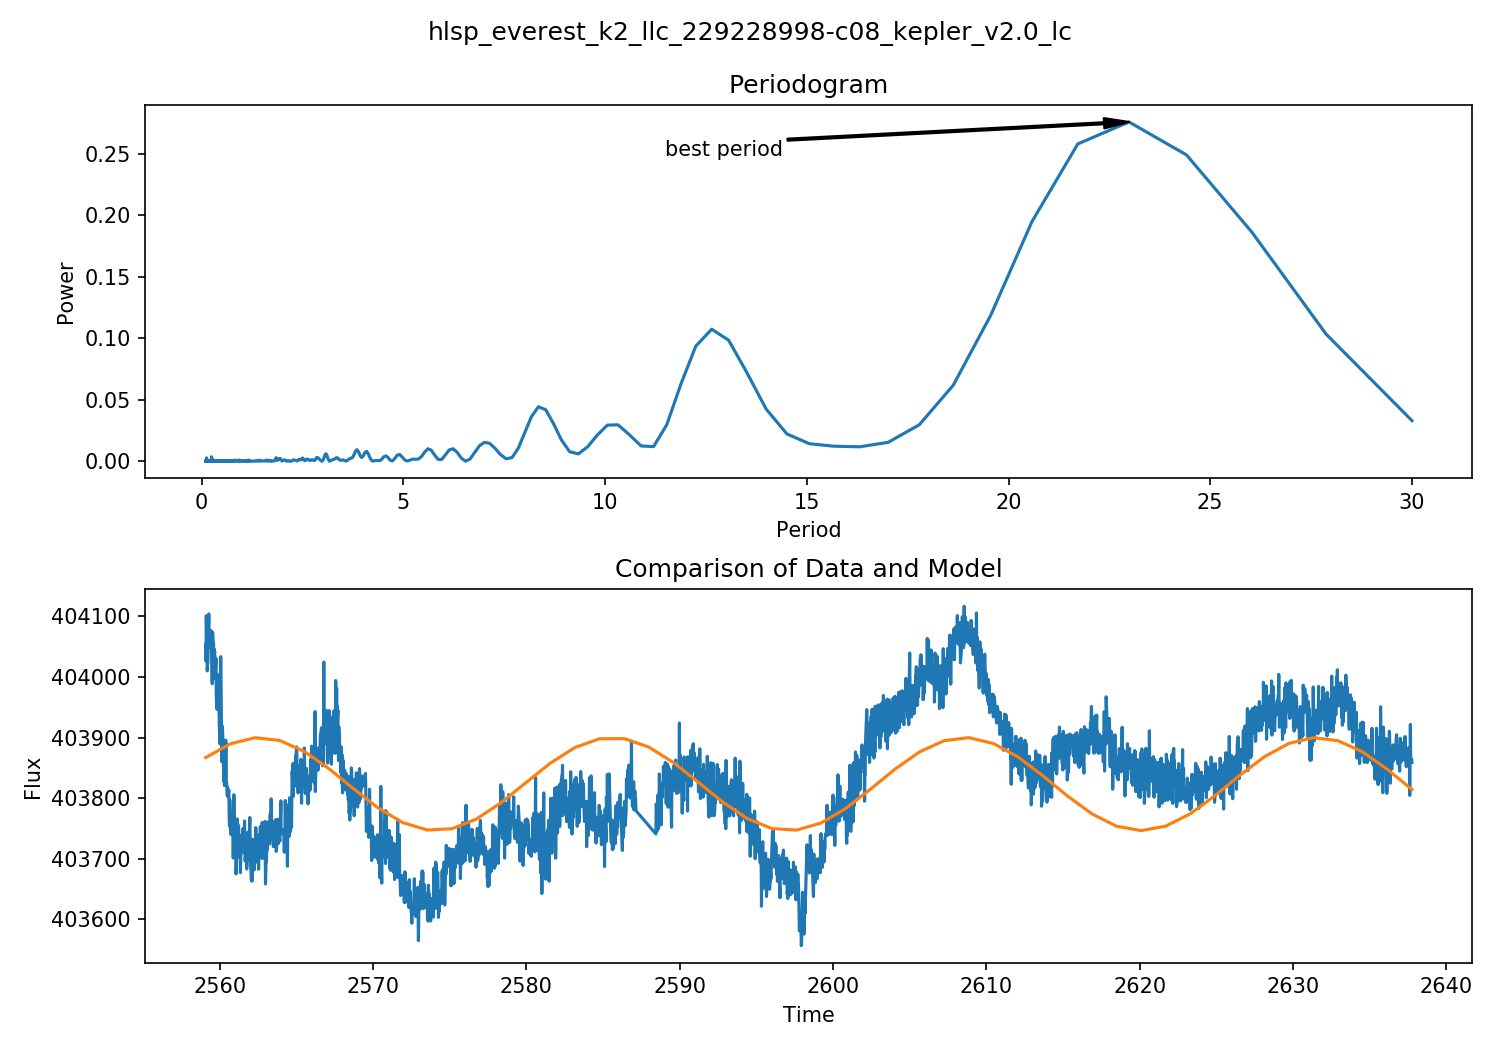 hlsp_everest_k2_llc_229228998-c08_kepler_v2.0_lc
Periodogram
best period
Power
0.25
0.20
0.15
0.10
0.05
0.00
0 5 10 15 20 25 30
Period
Comparison of Data and Model
Flux
404100
404000
403900
403800
403700
403600
2560 2570 2580 2590 2600 2610 2620 2630 2640
Time